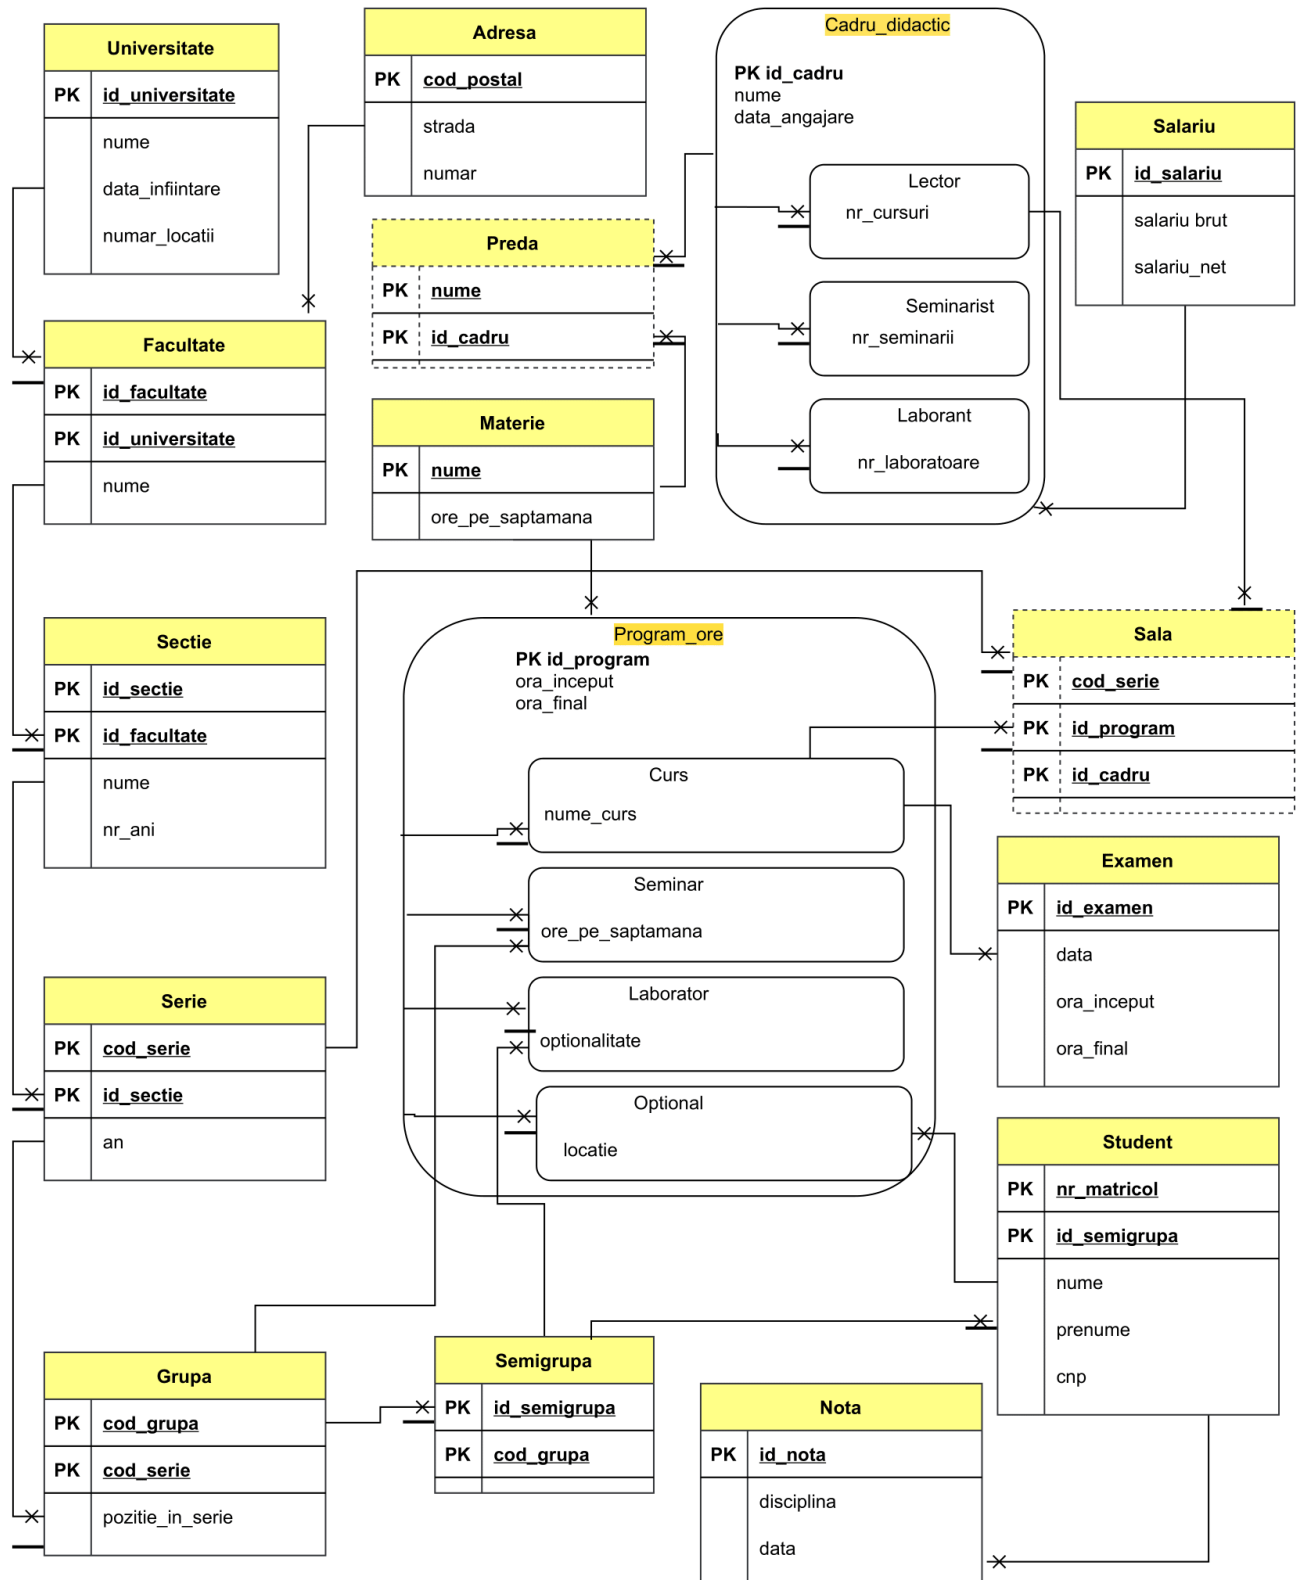 Universitate
PK id_universitate
nume
data_infiintare
numar_locatii
Adresa
PK cod_postal
strada
numar
Cadru_didactic
PK id_cadru
nume
data_angajare
Lector
nr_cursuri
Seminarist
nr_seminarii
Laborant
nr_laboratoare
Salariu
PK id_salariu
salariu brut
salariu_net
Preda
PK nume
PK id_cadru
Facultate
PK id_facultate
PK id_universitate
nume
Materie
PK nume
ore_pe_saptamana
Sectie
PK id_sectie
PK id_facultate
nume
nr_ani
Program_ore
PK id_program
ora_inceput
ora_final
Curs
nume_curs
Seminar
ore_pe_saptamana
Laborator
optionalitate
Optional
locatie
Sala
PK cod_serie
PK id_program
PK id_cadru
Examen
PK id_examen
data
ora_inceput
ora_final
Serie
PK cod_serie
PK id_sectie
an
Student
PK nr_matricol
PK id_semigrupa
nume
prenume
cnp
Grupa
PK cod_grupa
PK cod_serie
pozitie_in_serie
Semigrupa
PK id_semigrupa
PK cod_grupa
Nota
PK id_nota
disciplina
data